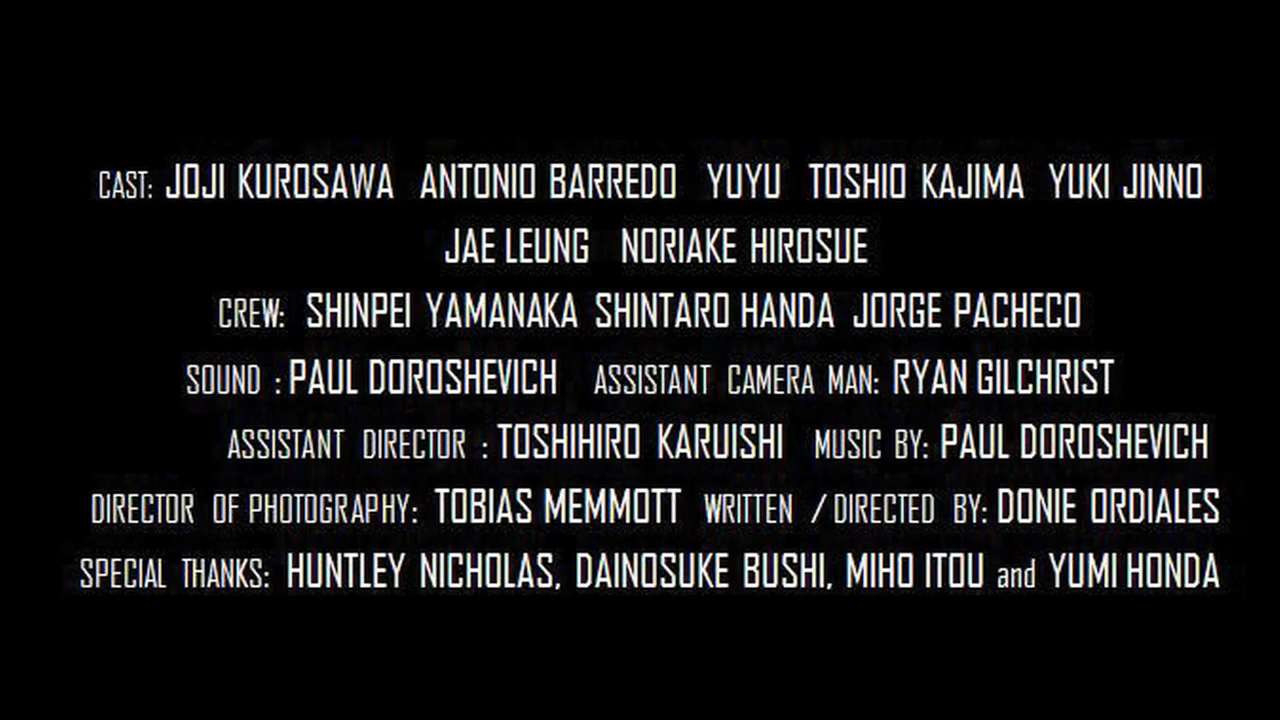 CAST: JOJI KUROSAWA ANTONIO BARREDO YUYU TOSHIO KAJIMA YUKI JINNO
JAE LEUNG NORIAKE HIROSUE
CREW: SHINPEI YAMANAKA SHINTARO HANDA JORGE PACHECO
SOUND : PAUL DOROSHEVICH ASSISTANT CAMERA MAN: RYAN GILCHRIST
ASSISTANT DIRECTOR : TOSHIHIRO KARUISHI MUSIC BY: PAUL DOROSHEVICH
DIRECTOR OF PHOTOGRAPHY: TOBIAS MEMMOTT WRITTEN / DIRECTED BY: DONIE ORDIALES
SPECIAL THANKS: HUNTLEY NICHOLAS, DAINOSUKE BUSHI, MIHO ITOU and YUMI HONDA